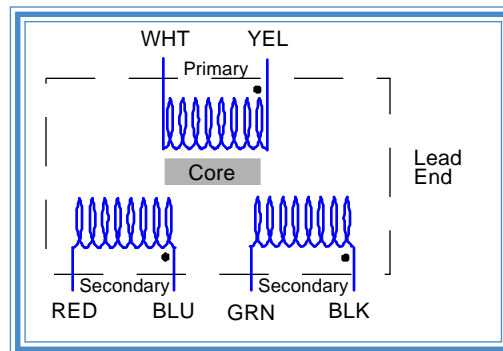 WHT YEL
Primary
Core
Lead
End
Secondary Secondary
RED BLU GRN BLK